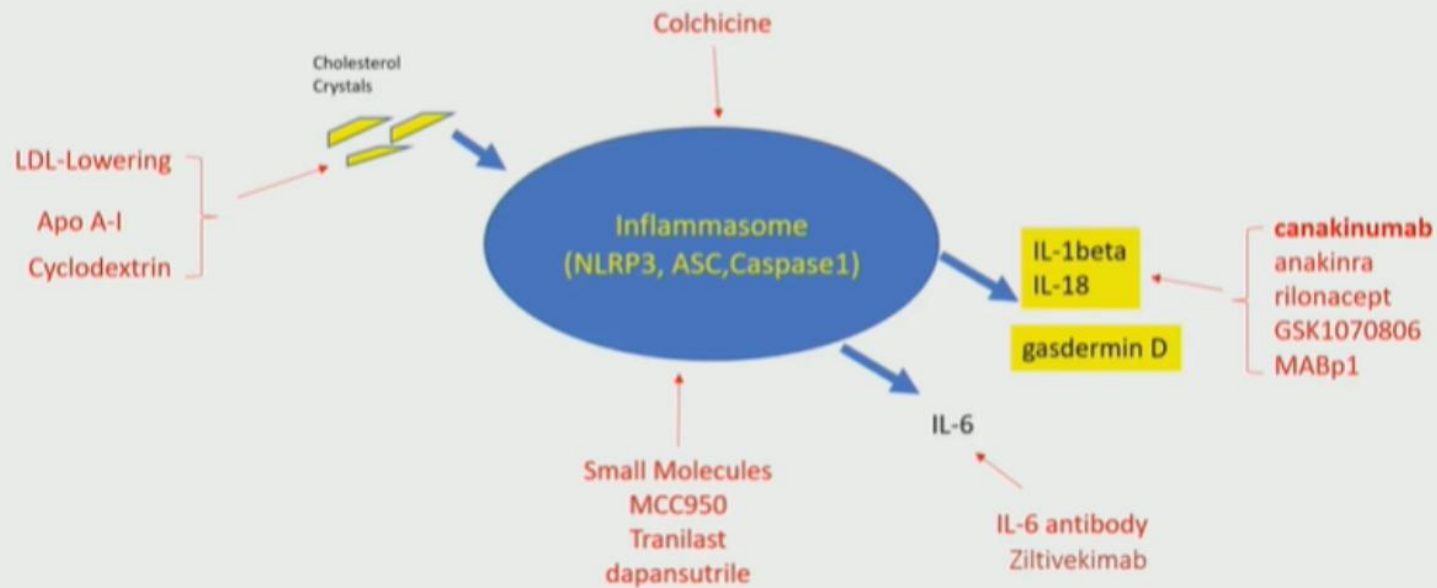 Colchicine
Cholesterol
Crystals
LDL-Lowering
Apo A-I
Cyclodextrin
Inflammasome
(NLRP3, ASC,Caspase1)
IL-1beta
IL-18
gasdermin D
canakinumab
anakinra
rilonacept
GSK1070806
MABp1
IL-6
Small Molecules
MCC950
Tranilast
dapansutrile
IL-6 antibody
Ziltivekimab